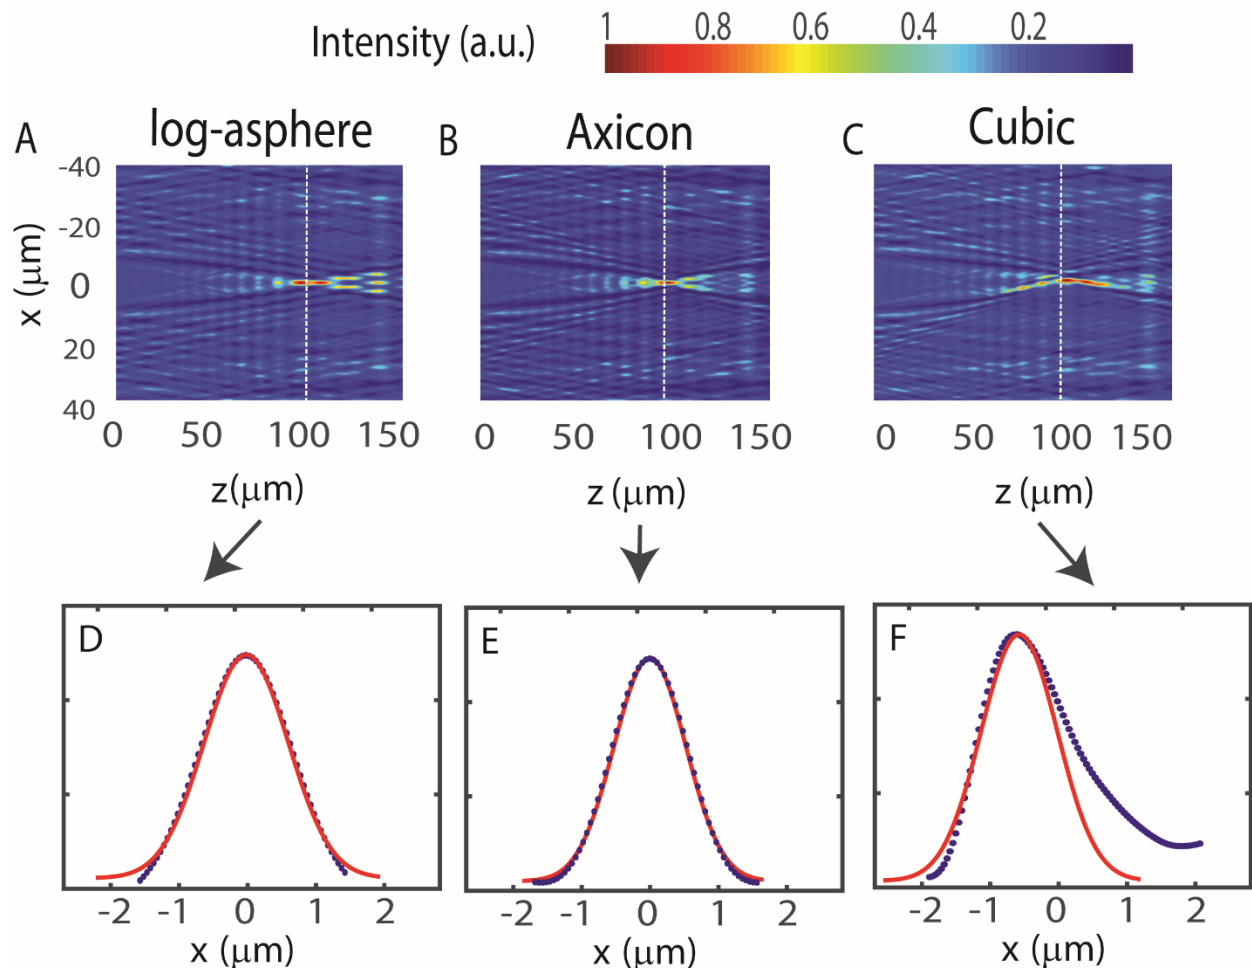 Intensity (a.u.)
1 0.8 0.6 0.4 0.2
A log-asphere
B Axicon
C Cubic
x (μm)
-40
-20
0
20
40
0 50 100 150
z(μm)
0 50 100 150
z (μm)
0 50 100 150
z (μm)
D
-2 -1 0 1 2
x (μm)
E
-2 -1 0 1 2
x (μm)
F
-2 -1 0 1 2
x (μm)